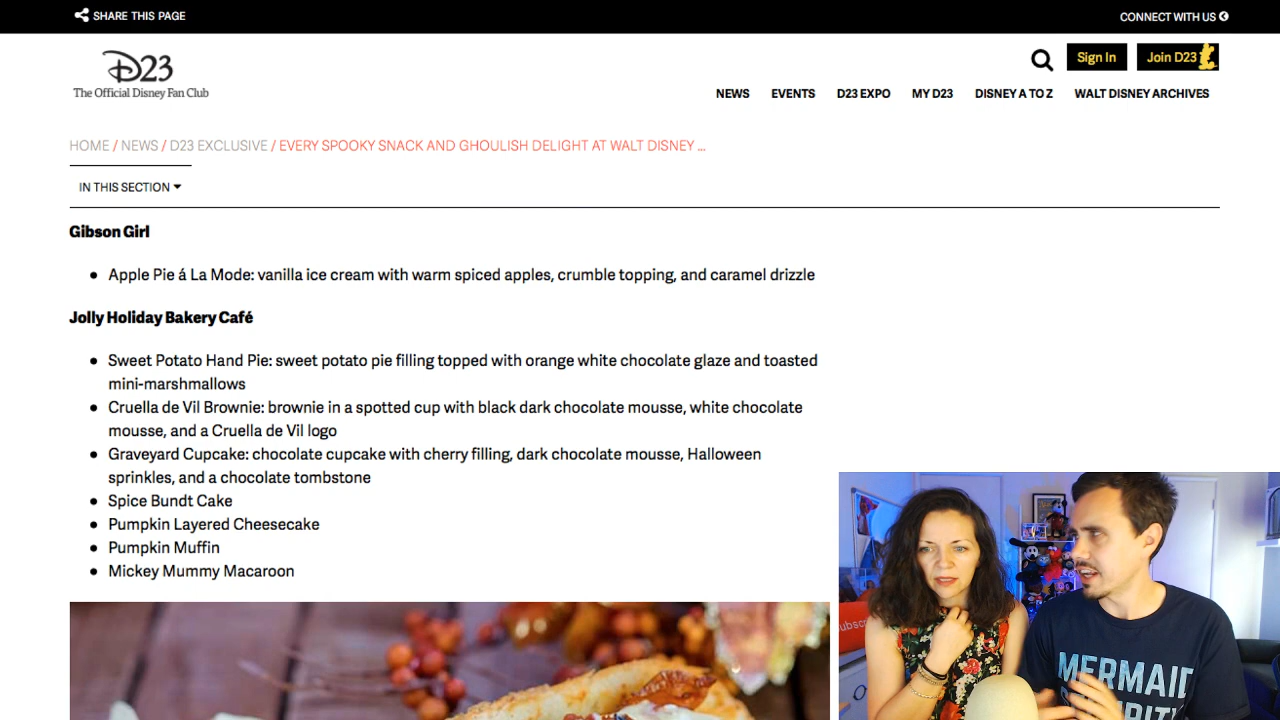 SHARE THIS PAGE
CONNECT WITH US
D23
The Official Disney Fan Club
Sign In
Join D23
NEWS EVENTS D23 EXPO MY D23 DISNEY A TO Z WALT DISNEY ARCHIVES
HOME / NEWS / D23 EXCLUSIVE / EVERY SPOOKY SNACK AND GHOULISH DELIGHT AT WALT DISNEY ...
IN THIS SECTION
Gibson Girl
• Apple Pie á La Mode: vanilla ice cream with warm spiced apples, crumble topping, and caramel drizzle
Jolly Holiday Bakery Café
• Sweet Potato Hand Pie: sweet potato pie filling topped with orange white chocolate glaze and toasted
mini-marshmallows
• Cruella de Vil Brownie: brownie in a spotted cup with black dark chocolate mousse, white chocolate
mousse, and a Cruella de Vil logo
• Graveyard Cupcake: chocolate cupcake with cherry filling, dark chocolate mousse, Halloween
sprinkles, and a chocolate tombstone
• Spice Bundt Cake
• Pumpkin Layered Cheesecake
• Pumpkin Muffin
• Mickey Mummy Macaroon
MERMAID